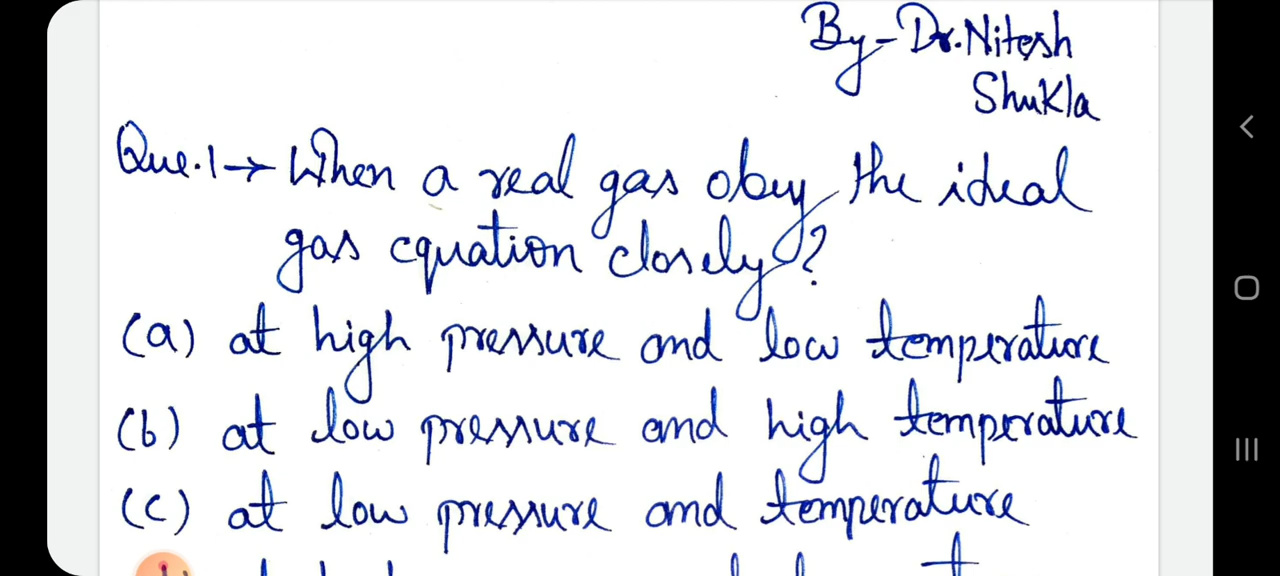 By-Dr.Nitesh
Shukla
Que.1→ When a real gas obey the ideal
gas equation closely?
(a) at high pressure and low temperature
(b) at low pressure and high temperature
(c) at low pressure and temperature